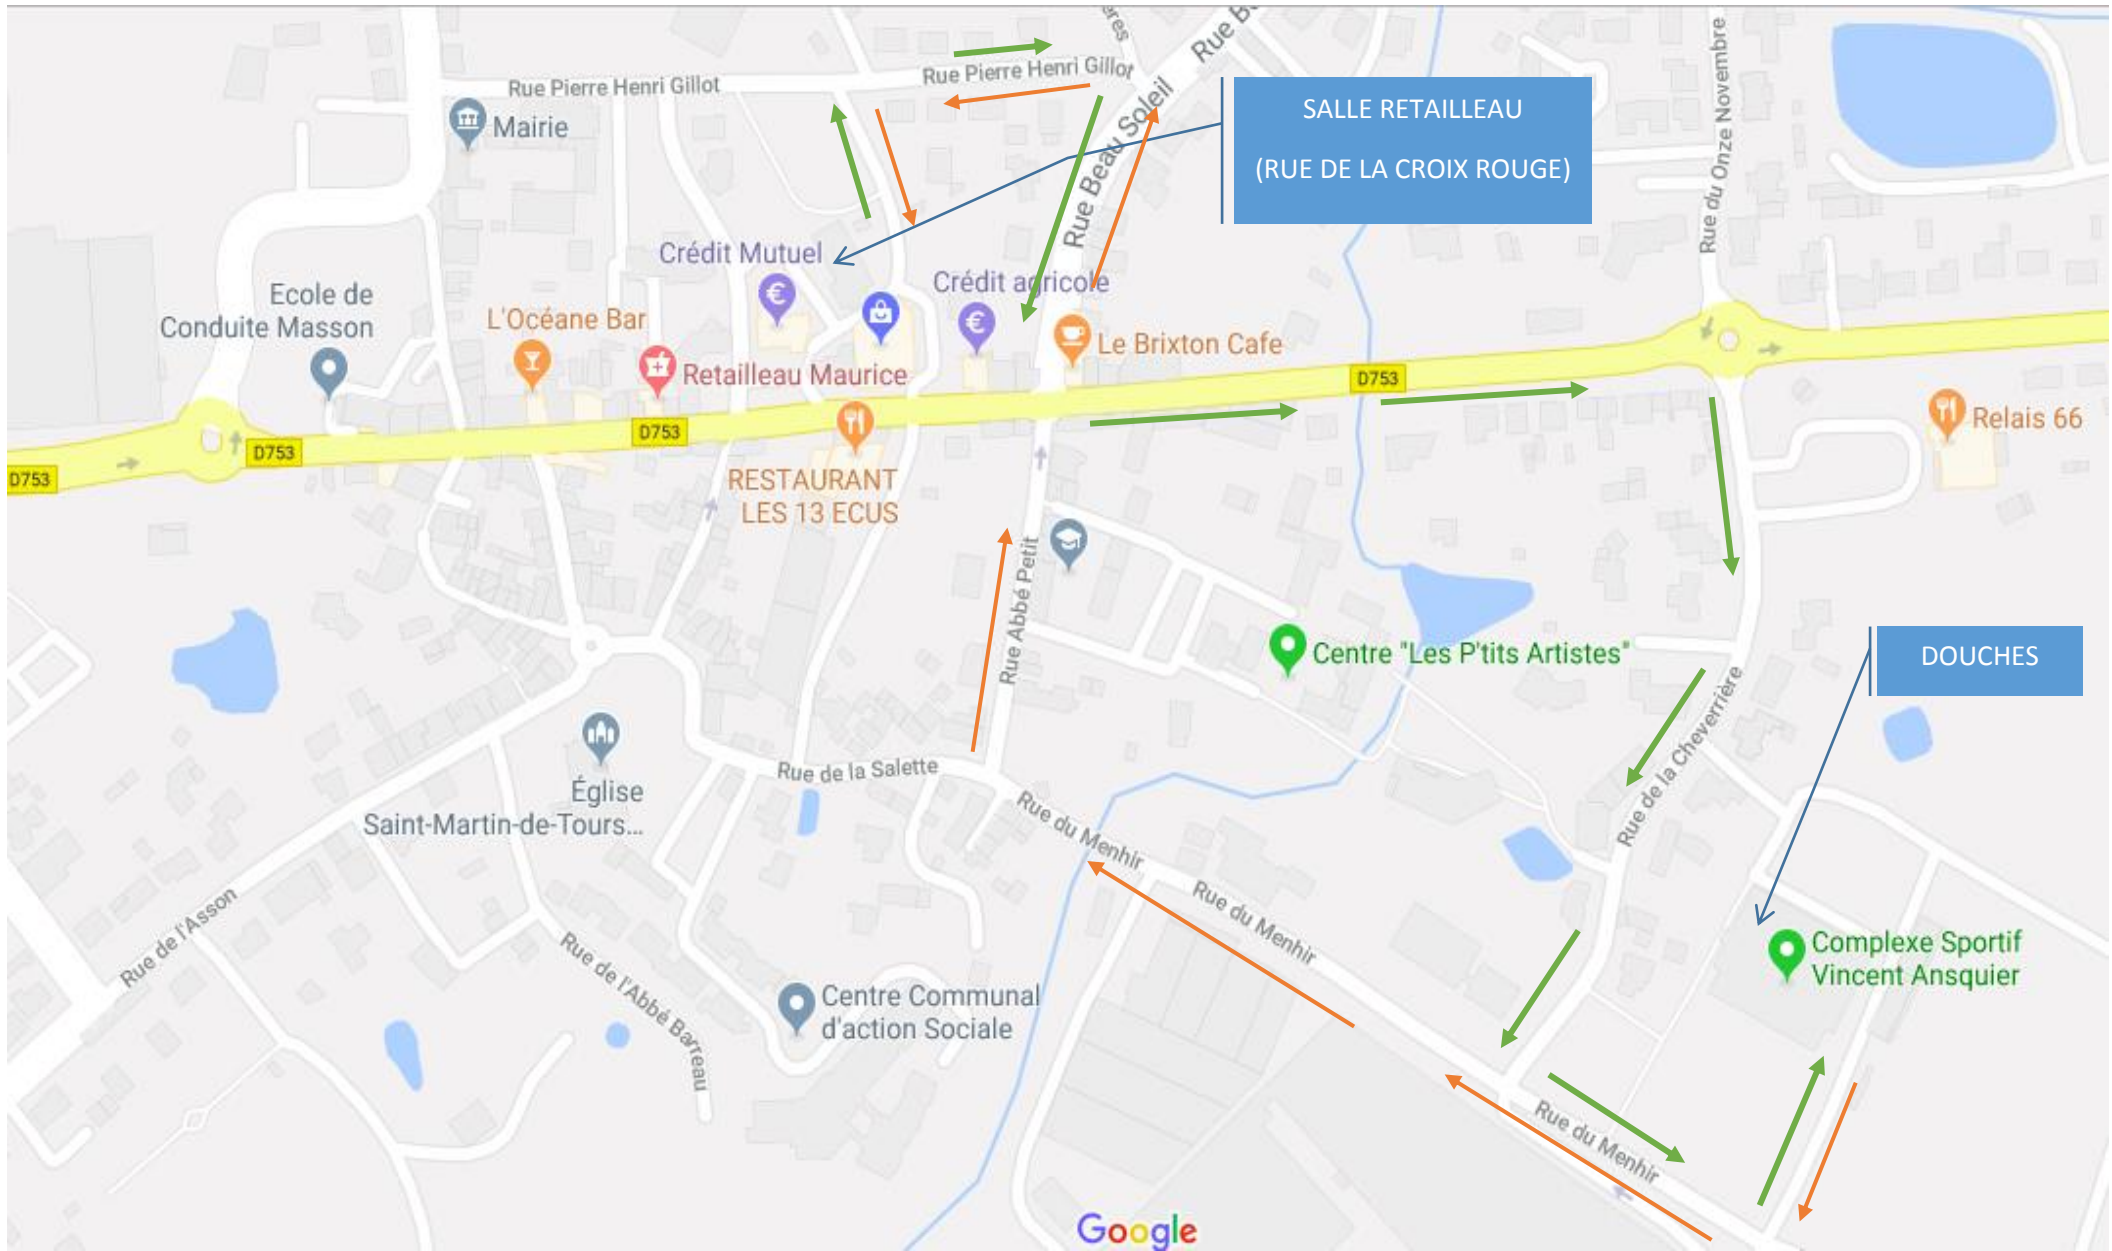 ères
Rue Pierre Henri Gillot
Rue Pierre Henri Gillot
Rue B
Rue Beau Soleil
Mairie
SALLE RETAILLEAU
(RUE DE LA CROIX ROUGE)
Rue du Onze Novembre
Crédit Mutuel
Crédit agricole
Ecole de
Conduite Masson
L'Océane Bar
Le Brixton Cafe
Retailleau Maurice
D753
D753
D753
D753
Relais 66
RESTAURANT
LES 13 ECUS
Rue Abbé Petit
Centre "Les P'tits Artistes"
DOUCHES
Rue de la Cheverrière
Église
Saint-Martin-de-Tours...
Rue de la Salette
Rue du Menhir
Rue du Menhir
Rue de l'Asson
Rue de l'Abbé Barreau
Complexe Sportif
Vincent Ansquier
Centre Communal
d'action Sociale
Rue du Menhir
Google